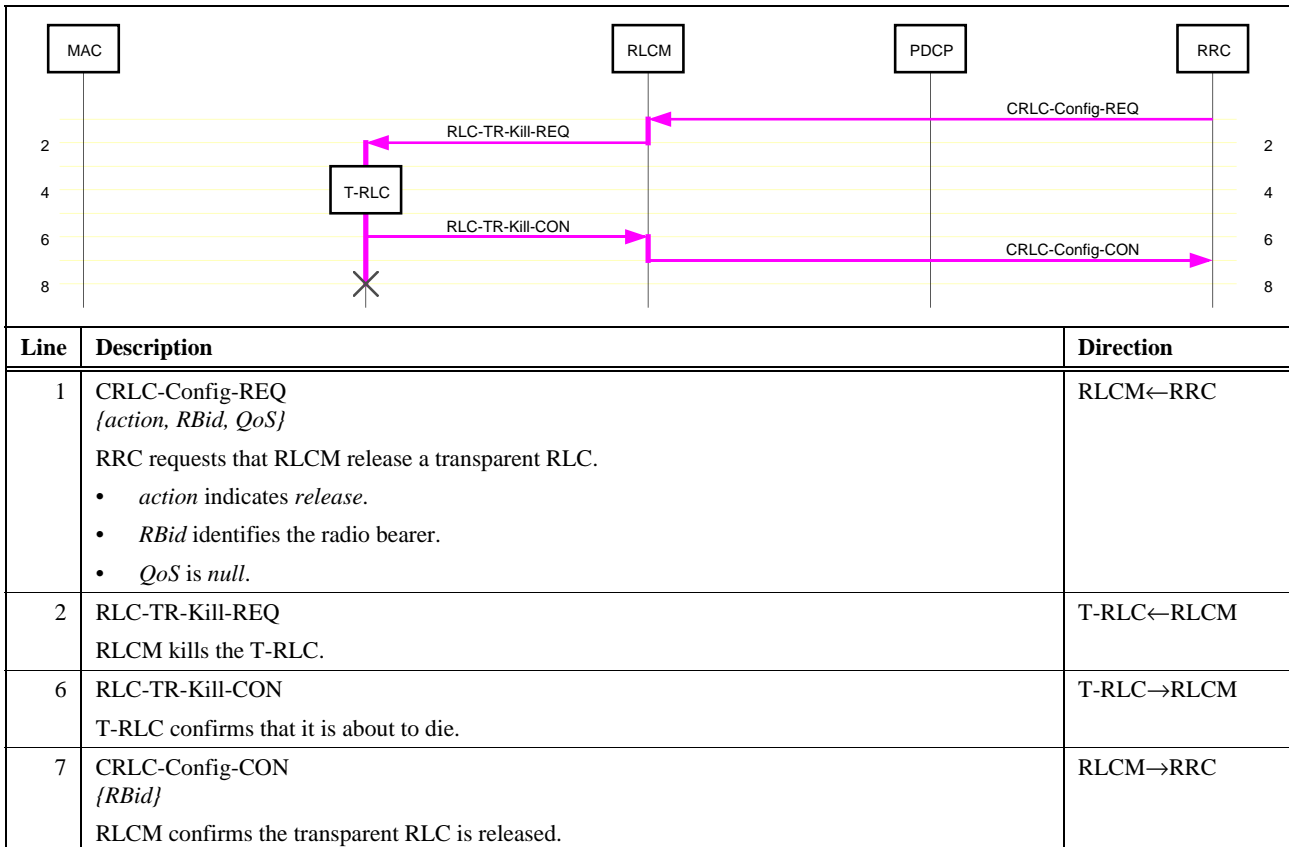 MAC RLCM PDCP RRC
CRLC-Config-REQ
RLC-TR-Kill-REQ
2 2
4 T-RLC 4
RLC-TR-Kill-CON
6 6
CRLC-Config-CON
8 8
Line Description Direction
1 CRLC-Config-REQ RLCM←RRC
{action, RBid, QoS}
RRC requests that RLCM release a transparent RLC.
• action indicates release.
• RBid identifies the radio bearer.
• QoS is null.
2 RLC-TR-Kill-REQ T-RLC←RLCM
RLCM kills the T-RLC.
6 RLC-TR-Kill-CON T-RLC→RLCM
T-RLC confirms that it is about to die.
7 CRLC-Config-CON RLCM→RRC
{RBid}
RLCM confirms the transparent RLC is released.